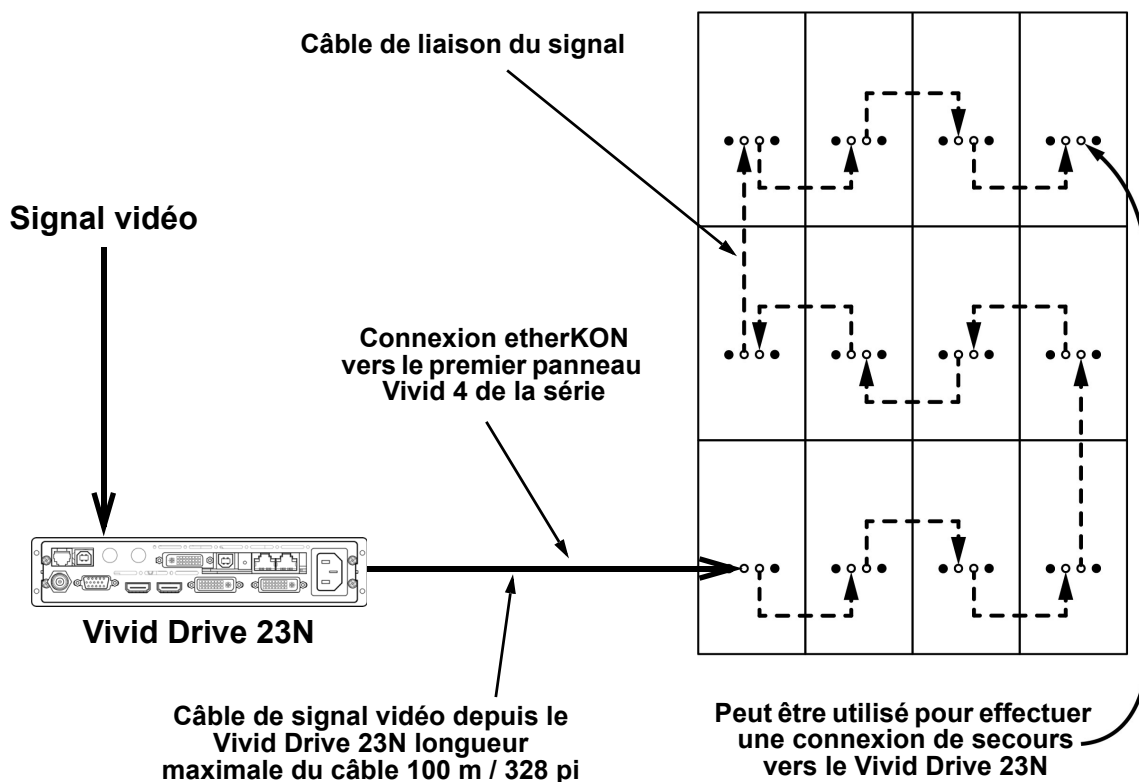 Câble de liaison du signal
Signal vidéo
Connexion etherKON
vers le premier panneau
Vivid 4 de la série
Vivid Drive 23N
Câble de signal vidéo depuis le
Vivid Drive 23N longueur
maximale du câble 100 m / 328 pi
Peut être utilisé pour effectuer
une connexion de secours
vers le Vivid Drive 23N